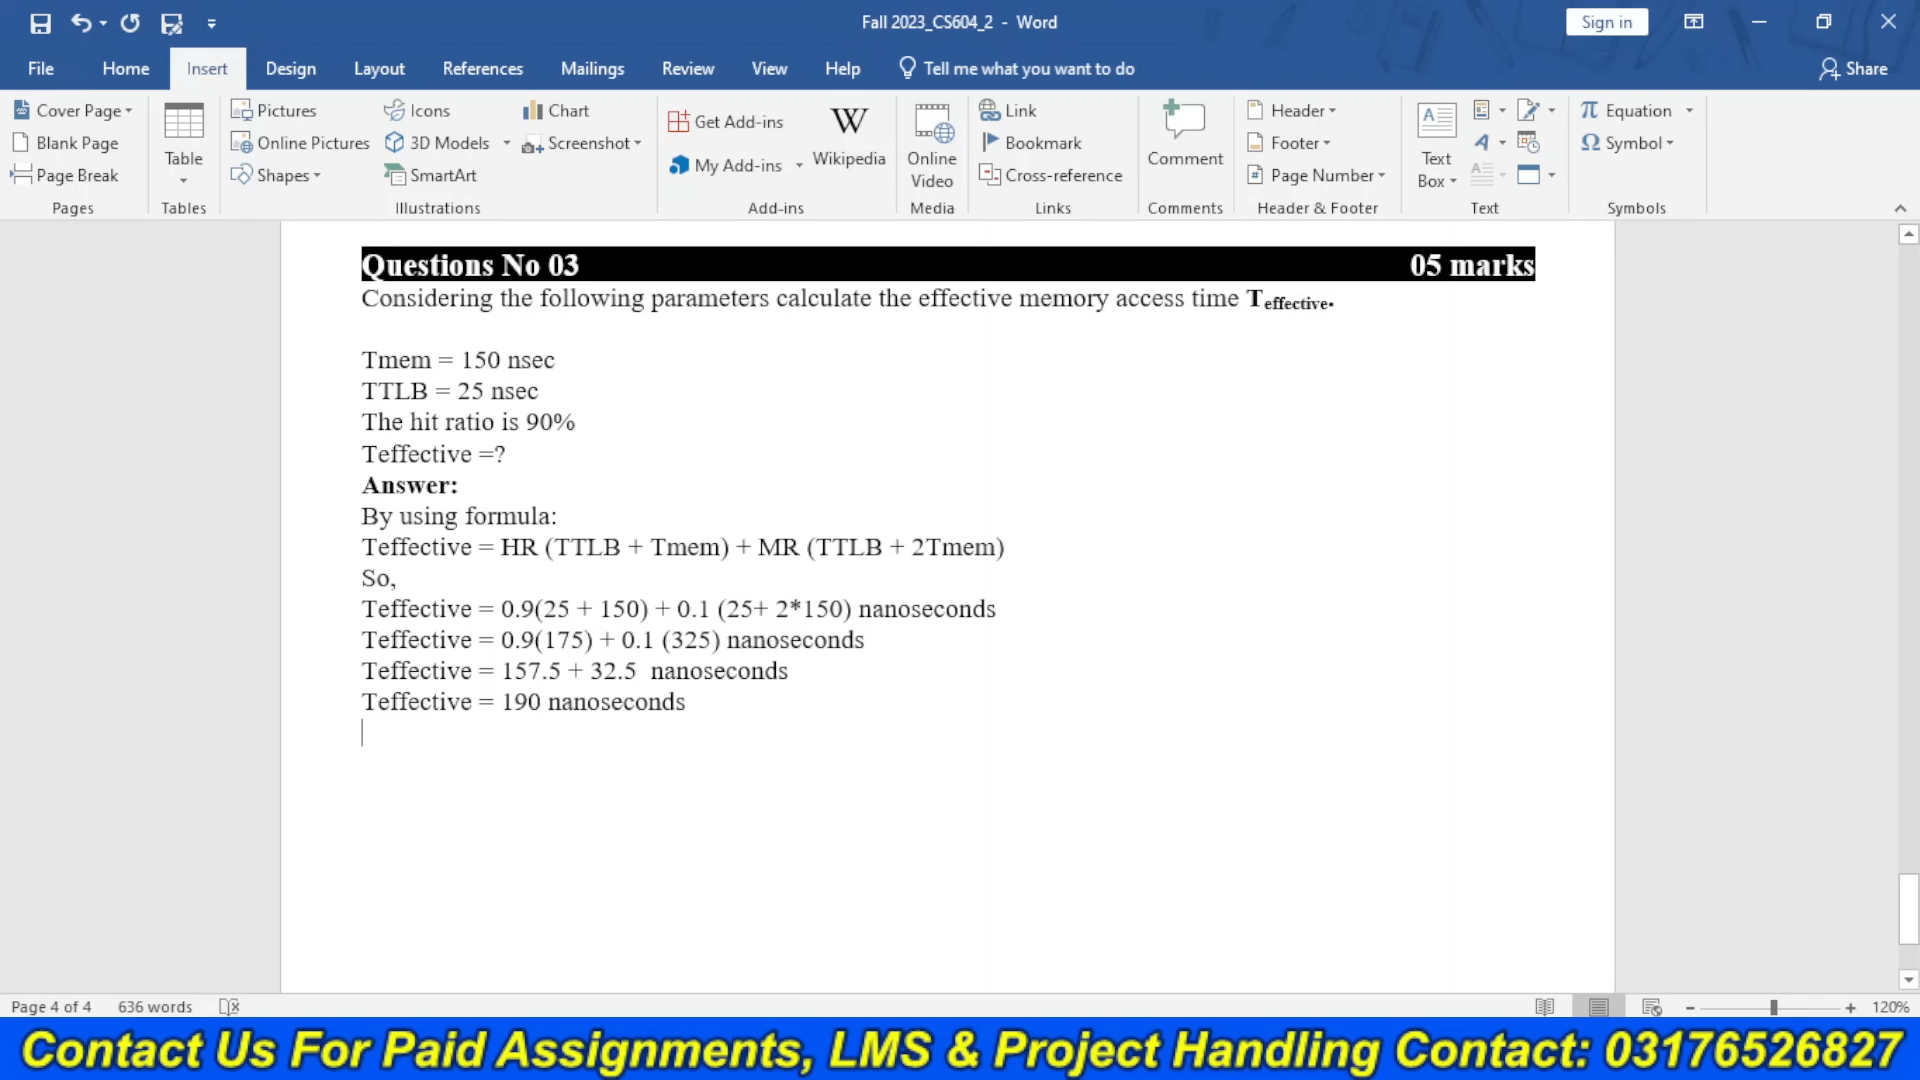 Fall 2023_CS604_2 - Word
Sign in
File Home Insert Design Layout References Mailings Review View Help Tell me what you want to do Share
Cover Page
Blank Page
Page Break
Pages
Table
Tables
Pictures
Online Pictures
Shapes
Icons
3D Models
SmartArt
Chart
Screenshot
Illustrations
Get Add-ins
My Add-ins
W
Wikipedia
Add-ins
Online
Video
Media
Link
Bookmark
Cross-reference
Links
Comment
Comments
Header
Footer
Page Number
Header & Footer
Text
Box
Text
π Equation
Ω Symbol
Symbols
Questions No 03 05 marks
Considering the following parameters calculate the effective memory access time Teffective.
Tmem = 150 nsec
TTLB = 25 nsec
The hit ratio is 90%
Teffective =?
Answer:
By using formula:
Teffective = HR (TTLB + Tmem) + MR (TTLB + 2Tmem)
So,
Teffective = 0.9(25 + 150) + 0.1 (25+ 2*150) nanoseconds
Teffective = 0.9(175) + 0.1 (325) nanoseconds
Teffective = 157.5 + 32.5  nanoseconds
Teffective = 190 nanoseconds
Page 4 of 4 636 words 120%
Contact Us For Paid Assignments, LMS & Project Handling Contact: 03176526827